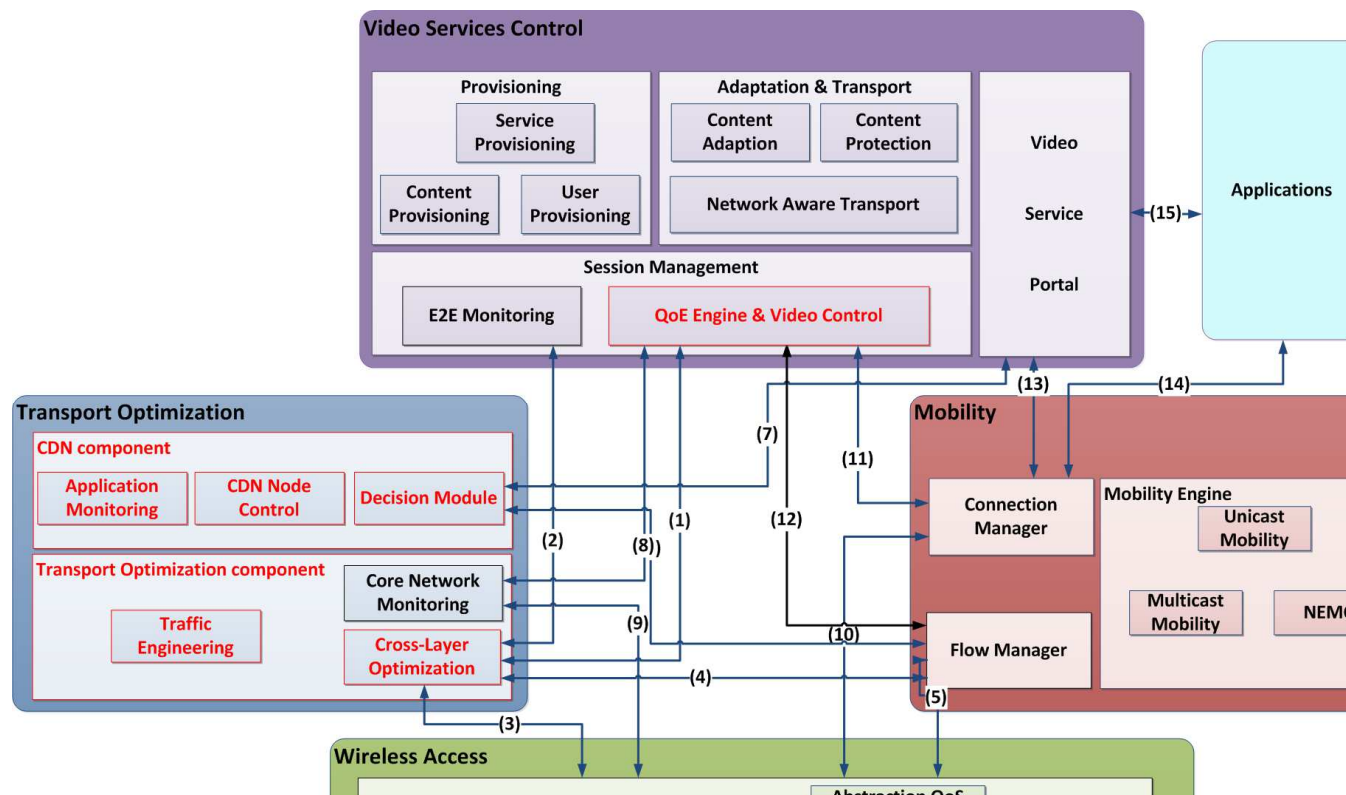 Video Services Control
Provisioning
Service
Provisioning
Content
Provisioning
User
Provisioning
Adaptation & Transport
Content
Adaption
Content
Protection
Network Aware Transport
Video
Service
Portal
Session Management
E2E Monitoring
QoE Engine & Video Control
Applications
(15)
(13)
(14)
Transport Optimization
CDN component
Application
Monitoring
CDN Node
Control
Decision Module
Transport Optimization component
Core Network
Monitoring
Traffic
Engineering
Cross-Layer
Optimization
(7)
(11)
(2)
(8)
)
(1)
(12)
(9)
(10)
(4)
(5)
(3)
Mobility
Connection
Manager
Flow Manager
Mobility Engine
Unicast
Mobility
Multicast
Mobility
Wireless Access